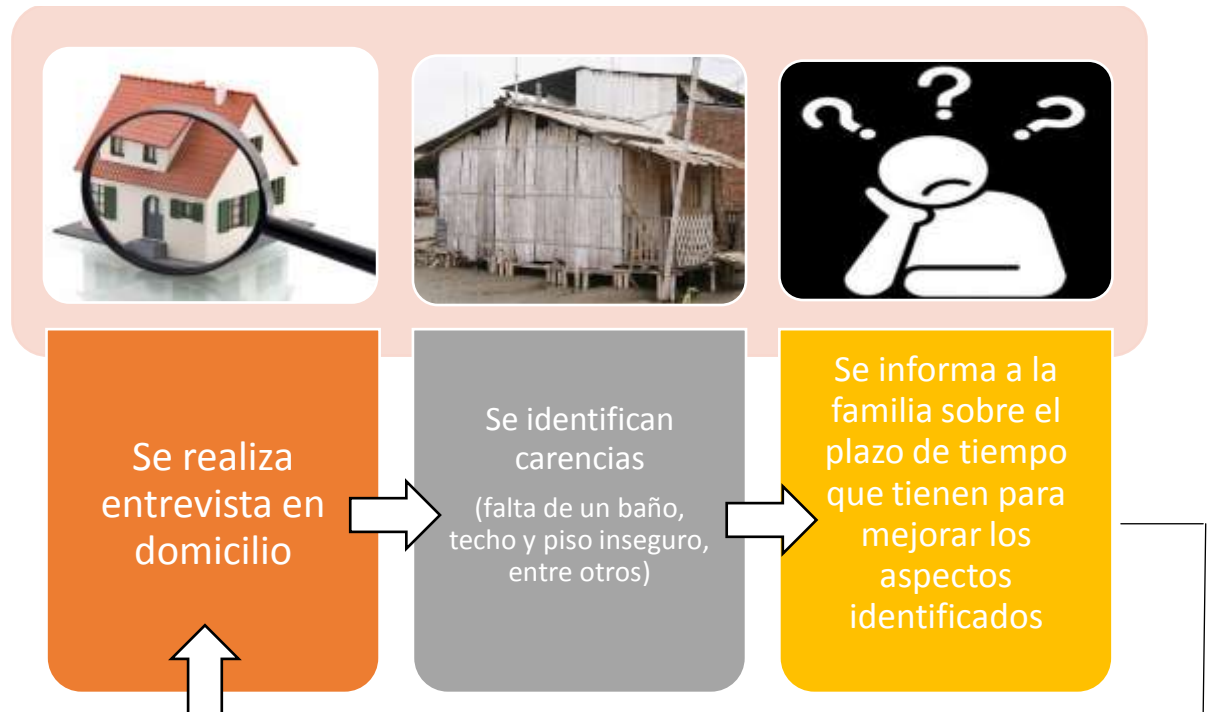 Se realiza
entrevista en
domicilio
Se identifican
carencias
(falta de un baño,
techo y piso inseguro,
entre otros)
Se informa a la
familia sobre el
plazo de tiempo
que tienen para
mejorar los
aspectos
identificados